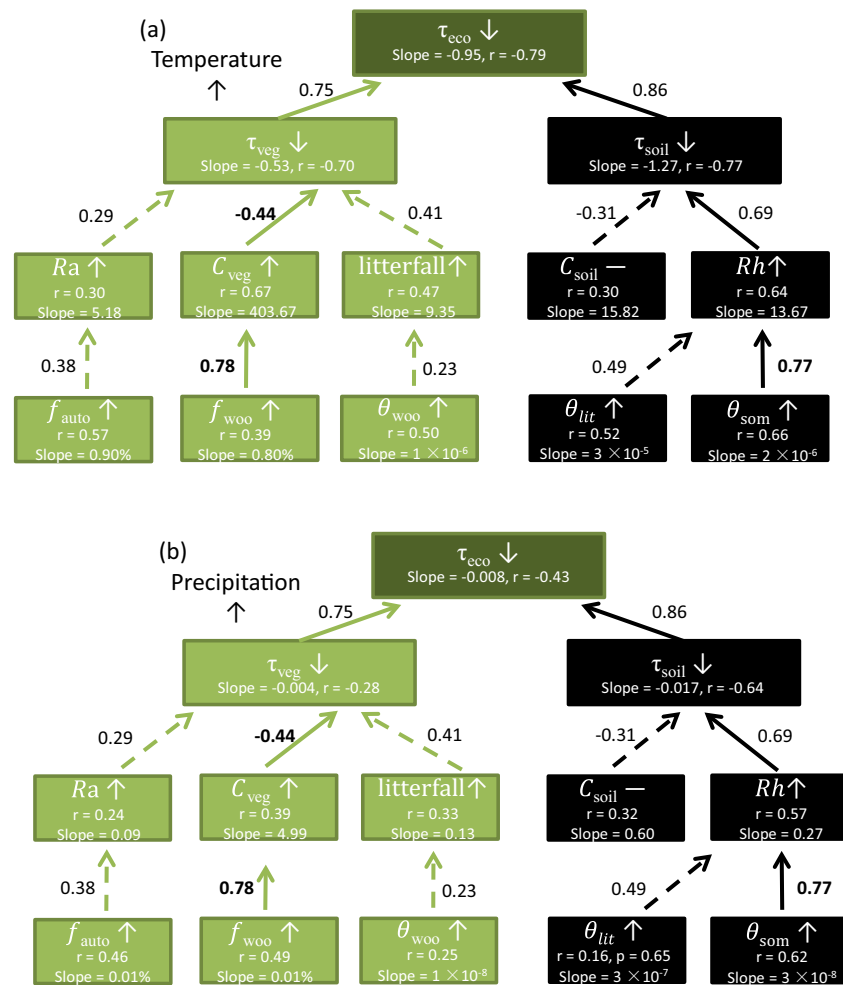 (a)
Temperature
↑
τeco ↓
Slope = -0.95, r = -0.79
0.75
0.86
τveg ↓
Slope = -0.53, r = -0.70
τsoil ↓
Slope = -1.27, r = -0.77
0.29
-0.44
0.41
-0.31
0.69
Ra ↑
r = 0.30
Slope = 5.18
Cveg ↑
r = 0.67
Slope = 403.67
litterfall↑
r = 0.47
Slope = 9.35
Csoil —
r = 0.30
Slope = 15.82
Rh↑
r = 0.64
Slope = 13.67
0.38
0.78
0.23
0.49
0.77
fauto ↑
r = 0.57
Slope = 0.90%
fwoo ↑
r = 0.39
Slope = 0.80%
θwoo ↑
r = 0.50
Slope = 1 ×10-6
θlit ↑
r = 0.52
Slope = 3 ×10-5
θsom ↑
r = 0.66
Slope = 2 ×10-6
(b)
Precipitation
↑
τeco ↓
Slope = -0.008, r = -0.43
0.75
0.86
τveg ↓
Slope = -0.004, r = -0.28
τsoil ↓
Slope = -0.017, r = -0.64
0.29
-0.44
0.41
-0.31
0.69
Ra ↑
r = 0.24
Slope = 0.09
Cveg ↑
r = 0.39
Slope = 4.99
litterfall↑
r = 0.33
Slope = 0.13
Csoil —
r = 0.32
Slope = 0.60
Rh↑
r = 0.57
Slope = 0.27
0.38
0.78
0.23
0.49
0.77
fauto ↑
r = 0.46
Slope = 0.01%
fwoo ↑
r = 0.49
Slope = 0.01%
θwoo ↑
r = 0.25
Slope = 1 ×10-8
θlit ↑
r = 0.16, p = 0.65
Slope = 3 ×10-7
θsom ↑
r = 0.62
Slope = 3 ×10-8